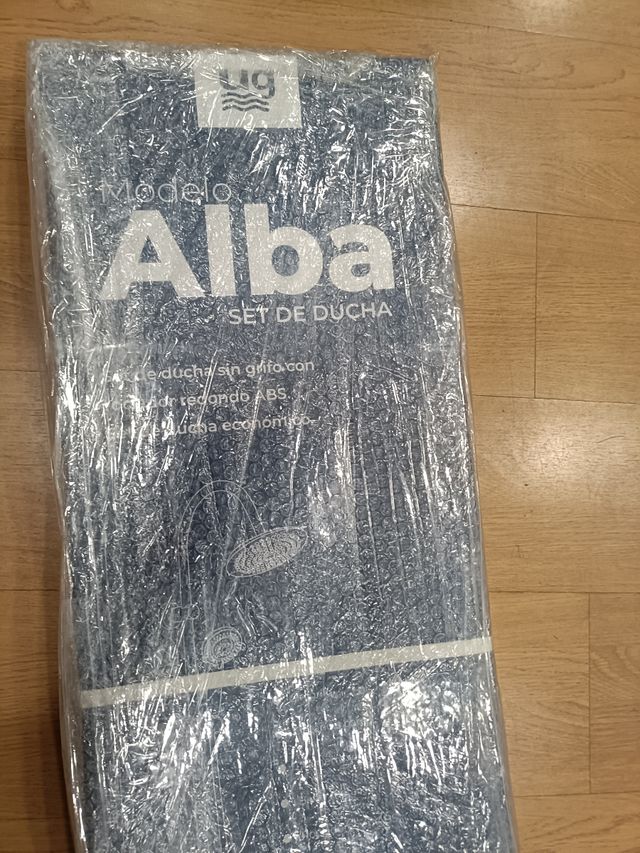 ug
Modelo
Alba
SET DE DUCHA
de ducha sin grifo con
redondo ABS
ducha económico.